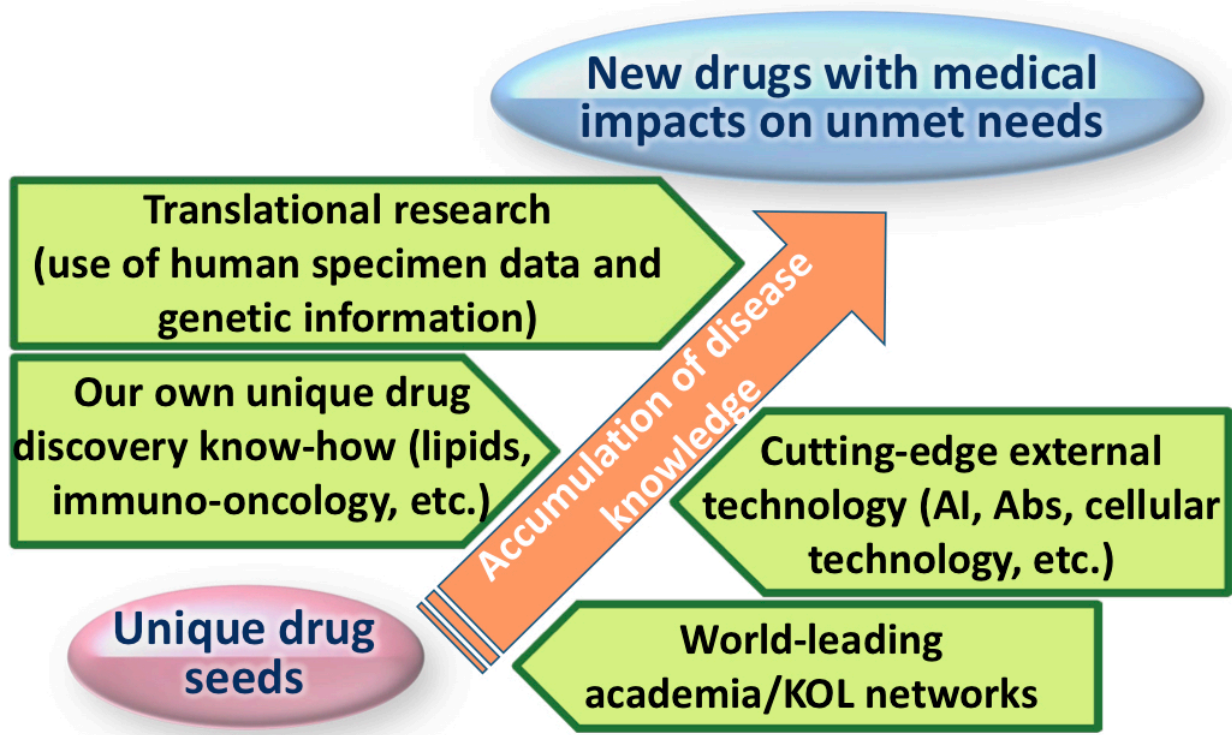 New drugs with medical
impacts on unmet needs
Translational research
(use of human specimen data and
genetic information)
Our own unique drug
discovery know-how (lipids,
immuno-oncology, etc.)
Accumulation of disease
knowledge
Cutting-edge external
technology (AI, Abs, cellular
technology, etc.)
Unique drug
seeds
World-leading
academia/KOL networks